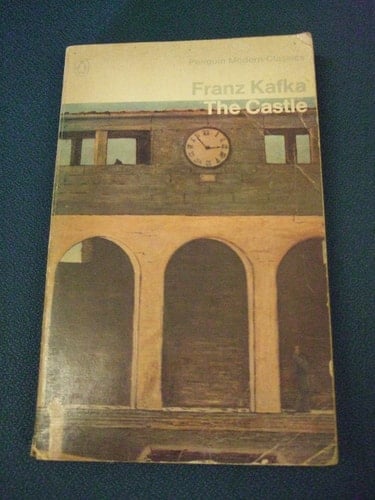 Penguin Modern Classics
Franz Kafka
The Castle